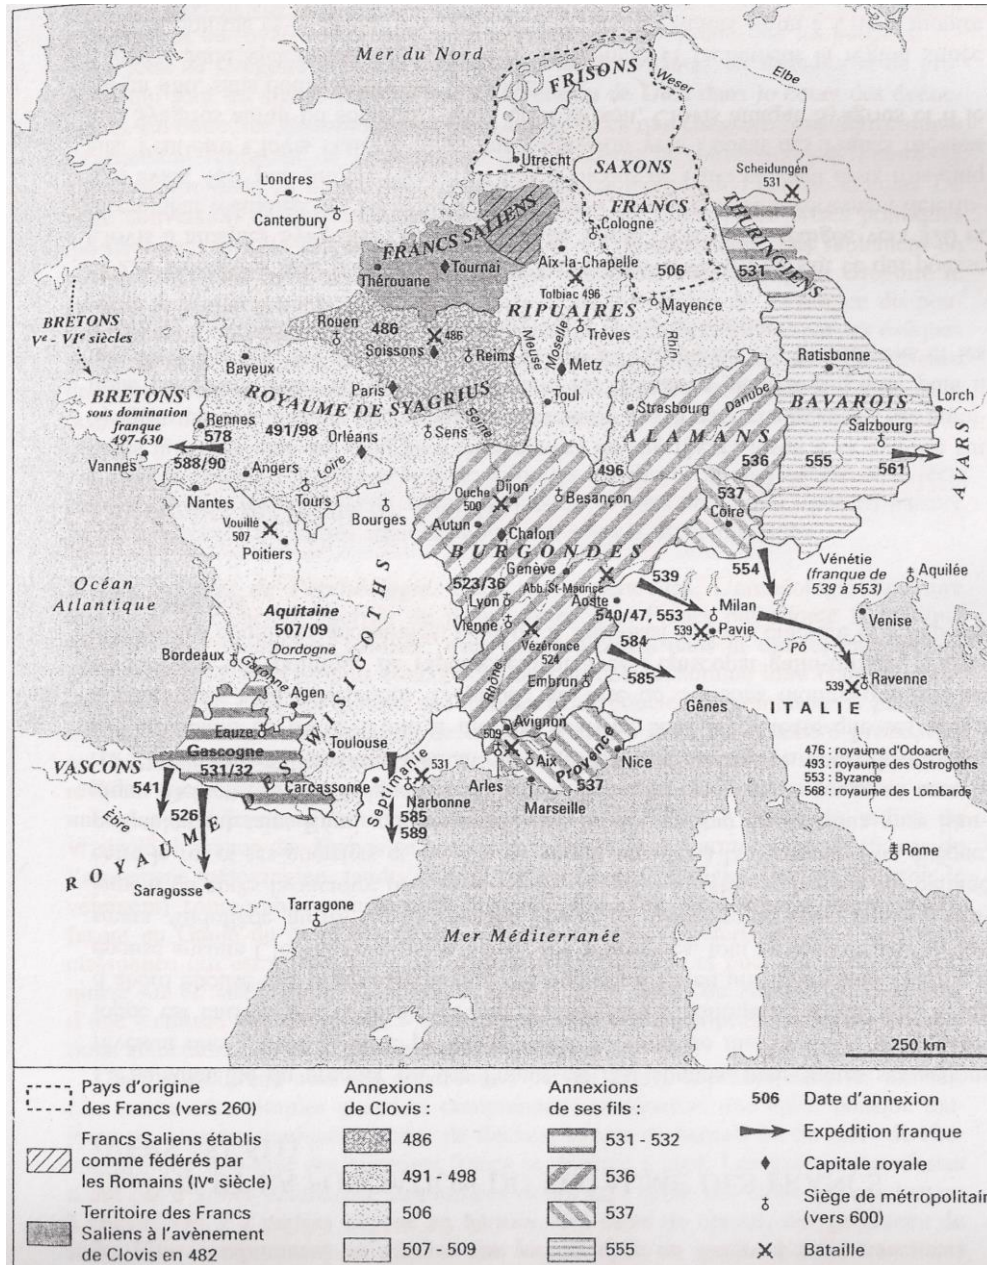 Mer du Nord
FRISONS
Weser
Elbe
Utrecht
SAXONS
Scheidungen
531
Londres
Canterbury
FRANCS SALIENS
FRANCS
Cologne
THURINGIENS
531
Tournai
Thérouane
Aix-la-Chapelle
506
Tolbiac 496
Mayence
RIPUAIRES
BRETONS
Ve - VIe siècles
Rouen
486
486
Soissons
Reims
Trèves
Meuse
Moselle
Rhin
Metz
Ratisbonne
Bayeux
Paris
ROYAUME DE SYAGRIUS
Toul
Strasbourg
Danube
BAVAROIS
Lorch
BRETONS
sous domination
franque
497-630
Rennes
578
491/98
Orléans
Sens
Seine
ALAMANS
Salzbourg
Vannes
588/90
Angers
Loire
496
536
555
561
AVARS
Nantes
Tours
Bourges
Ouche
500
Dijon
Besançon
537
Coire
Vouillé
507
Poitiers
Autun
Chalon
BURGONDES
Genève
Abb. St-Maurice
539
554
Vénétie
(franque de
539 à 553)
Aquilée
Océan
Atlantique
523/36
Lyon
Aoste
540/47, 553
Milan
Venise
Aquitaine
507/09
Dordogne
Vienne
Vézéronce
524
584
539
Pavie
Pô
Bordeaux
Garonne
Rhône
Embrun
585
539
Ravenne
Agen
Gênes
ITALIE
Eauze
Avignon
Gascogne
531/32
Toulouse
509
Aix
Provence
Nice
476 : royaume d'Odoacre
493 : royaume des Ostrogoths
553 : Byzance
568 : royaume des Lombards
VASCONS
541
Carcassonne
Septimanie
531
Narbonne
Arles
Marseille
537
526
585
589
Ebre
ROYAUME DES WISIGOTHS
Saragosse
Rome
Tarragone
Mer Méditerranée
250 km
Pays d'origine
des Francs (vers 260)
Francs Saliens établis
comme fédérés par
les Romains (IVe siècle)
Territoire des Francs
Saliens à l'avènement
de Clovis en 482
Annexions
de Clovis :
486
491 - 498
506
507 - 509
Annexions
de ses fils :
531 - 532
536
537
555
506 Date d'annexion
Expédition franque
Capitale royale
Siège de métropolitain
(vers 600)
Bataille